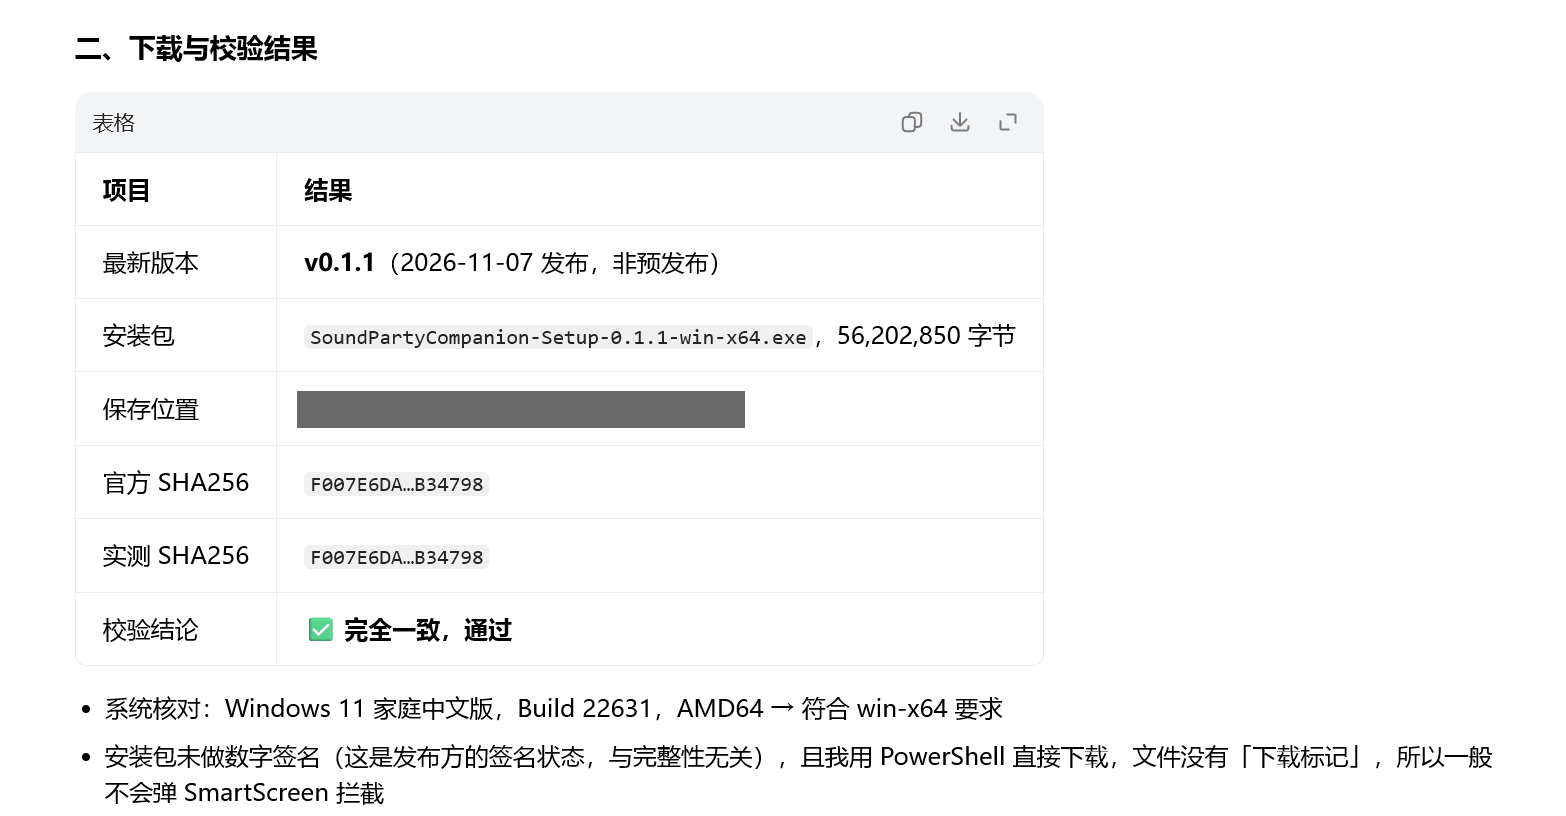 二、下载与校验结果
表格
项目 结果
最新版本 v0.1.1（2026-11-07 发布，非预发布）
安装包 SoundPartyCompanion-Setup-0.1.1-win-x64.exe，56,202,850 字节
保存位置
官方 SHA256 F007E6DA…B34798
实测 SHA256 F007E6DA…B34798
校验结论 ✅ 完全一致，通过
• 系统核对：Windows 11 家庭中文版，Build 22631，AMD64 → 符合 win-x64 要求
• 安装包未做数字签名（这是发布方的签名状态，与完整性无关），且我用 PowerShell 直接下载，文件没有「下载标记」，所以一般
不会弹 SmartScreen 拦截